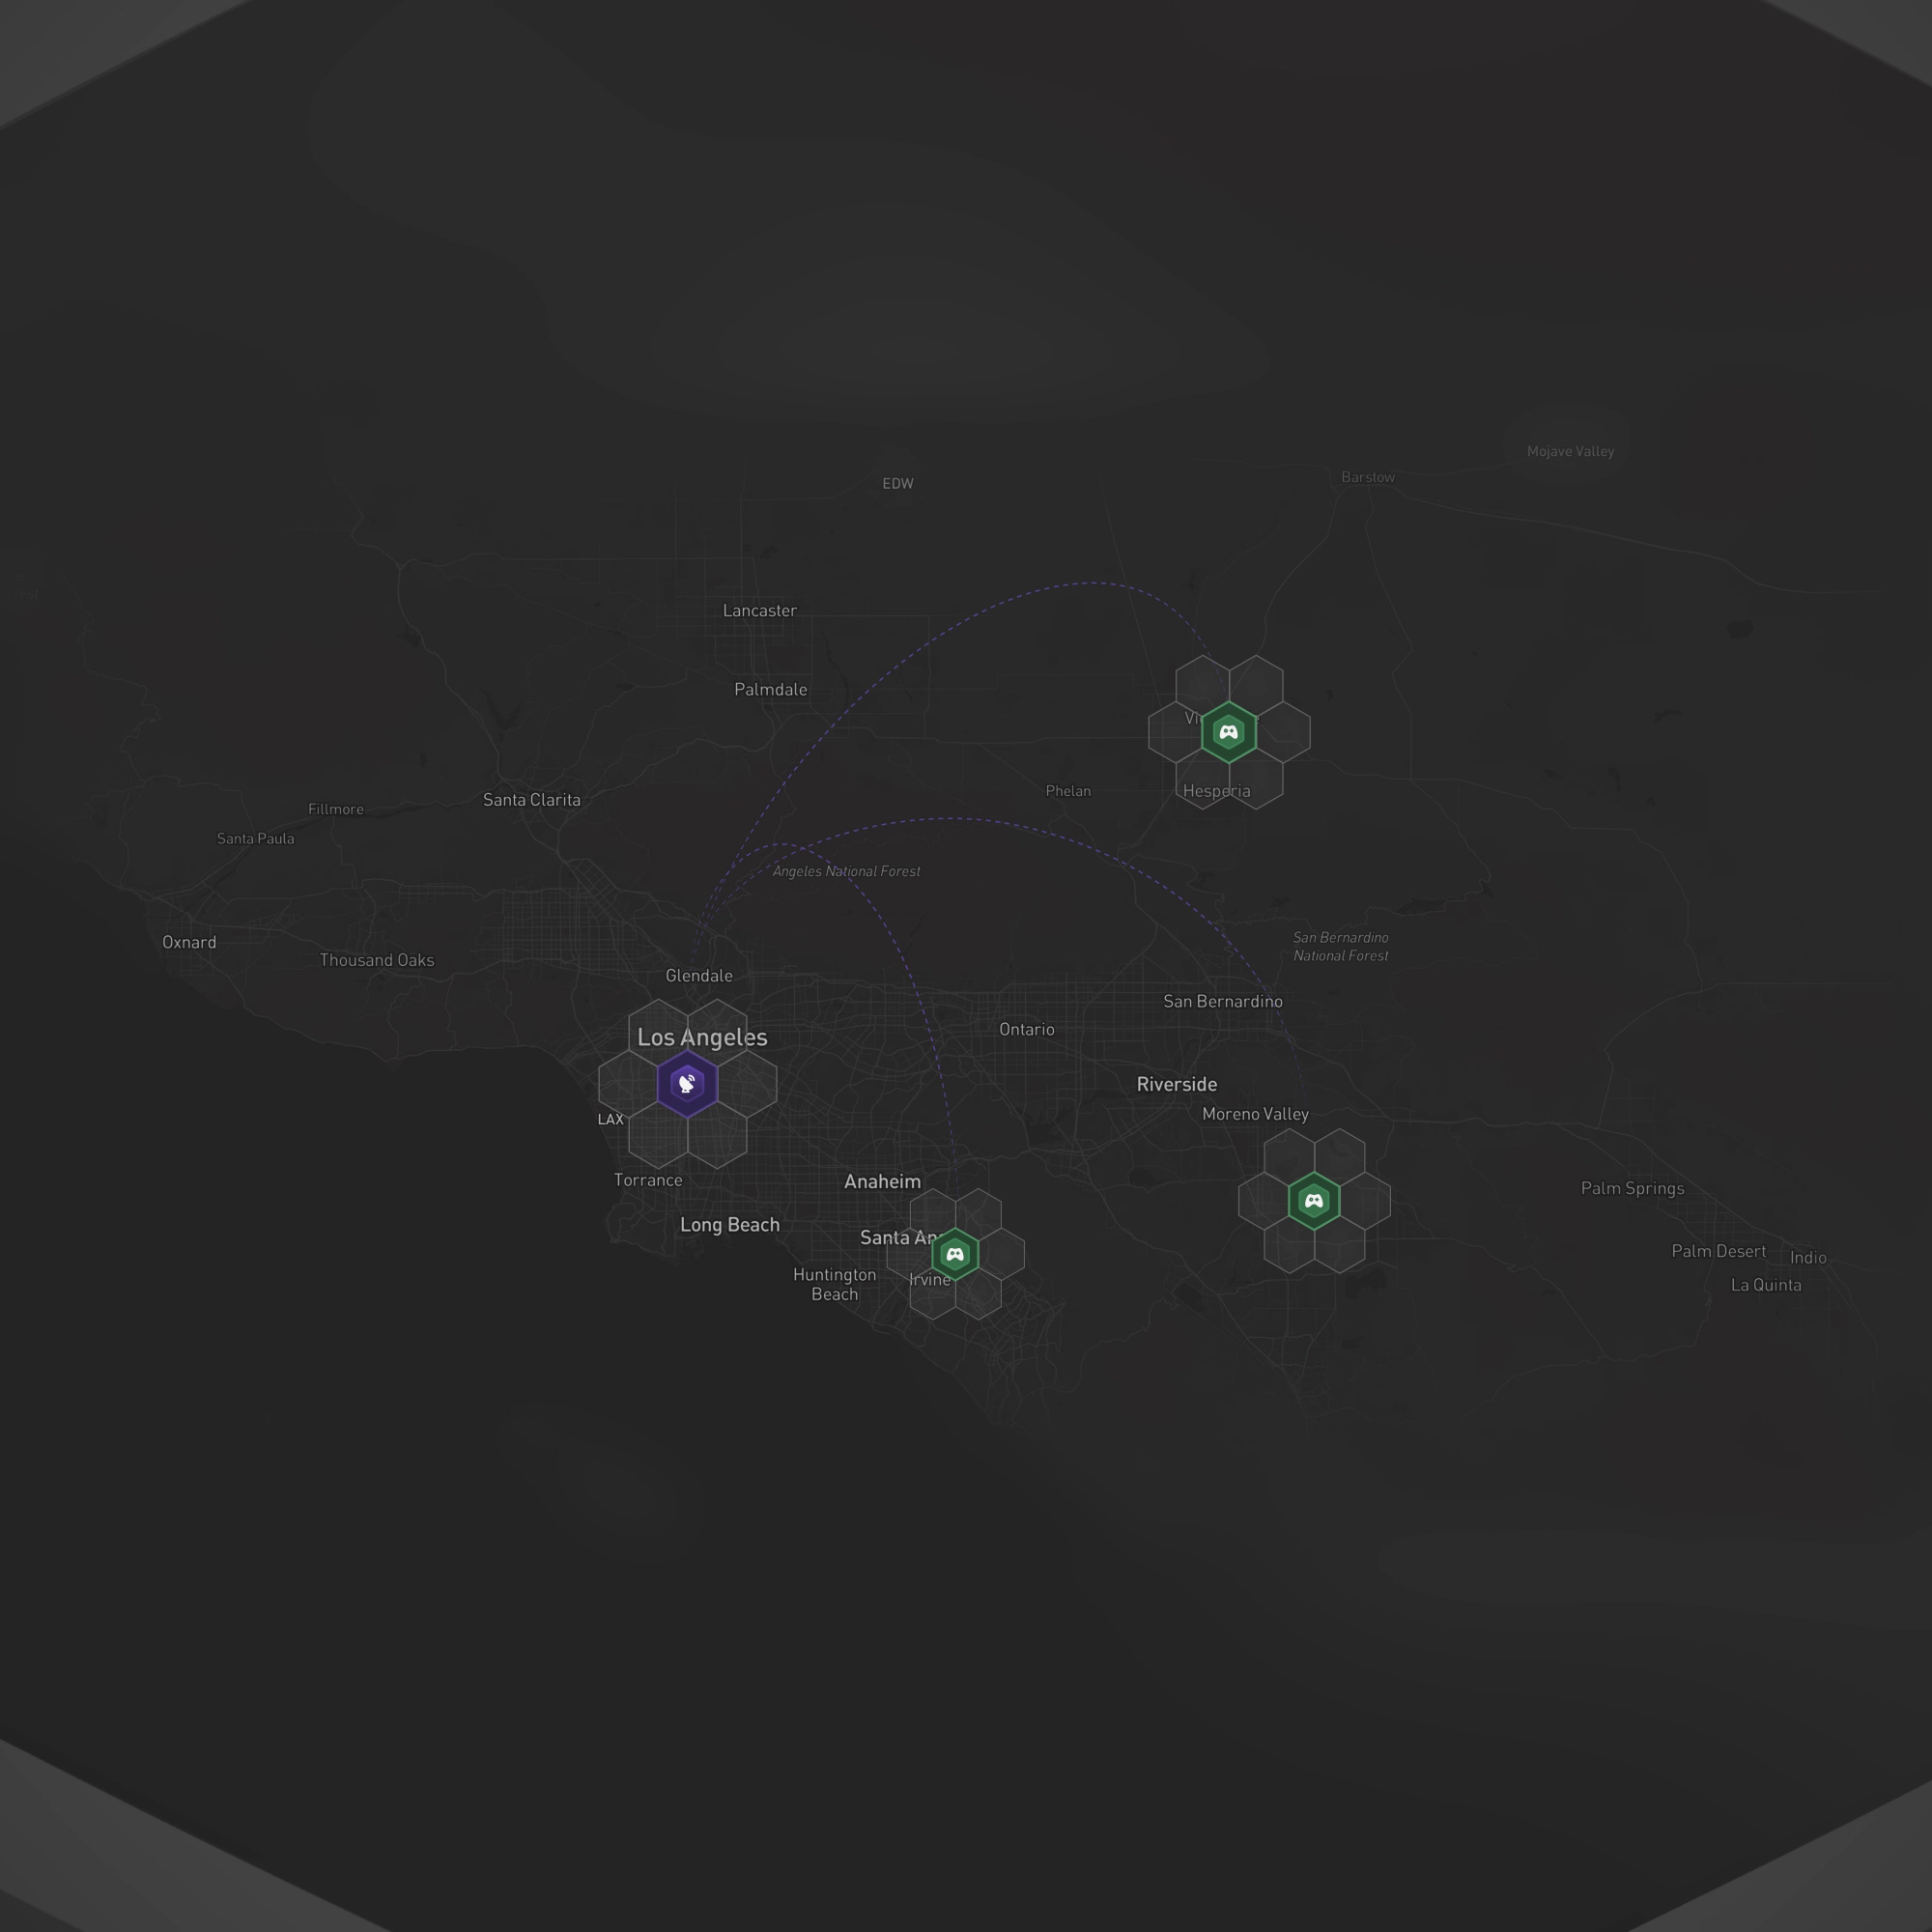 Mojave Valley
Barstow
EDW
Lancaster
Palmdale
Phelan
Hesperia
Santa Clarita
Fillmore
Santa Paula
Angeles National Forest
San Bernardino
National Forest
Oxnard
Thousand Oaks
Glendale
San Bernardino
Ontario
Los Angeles
Riverside
LAX
Moreno Valley
Torrance
Anaheim
Palm Springs
Long Beach
Santa An
Palm Desert
Indio
Huntington
Beach
Irvine
La Quinta